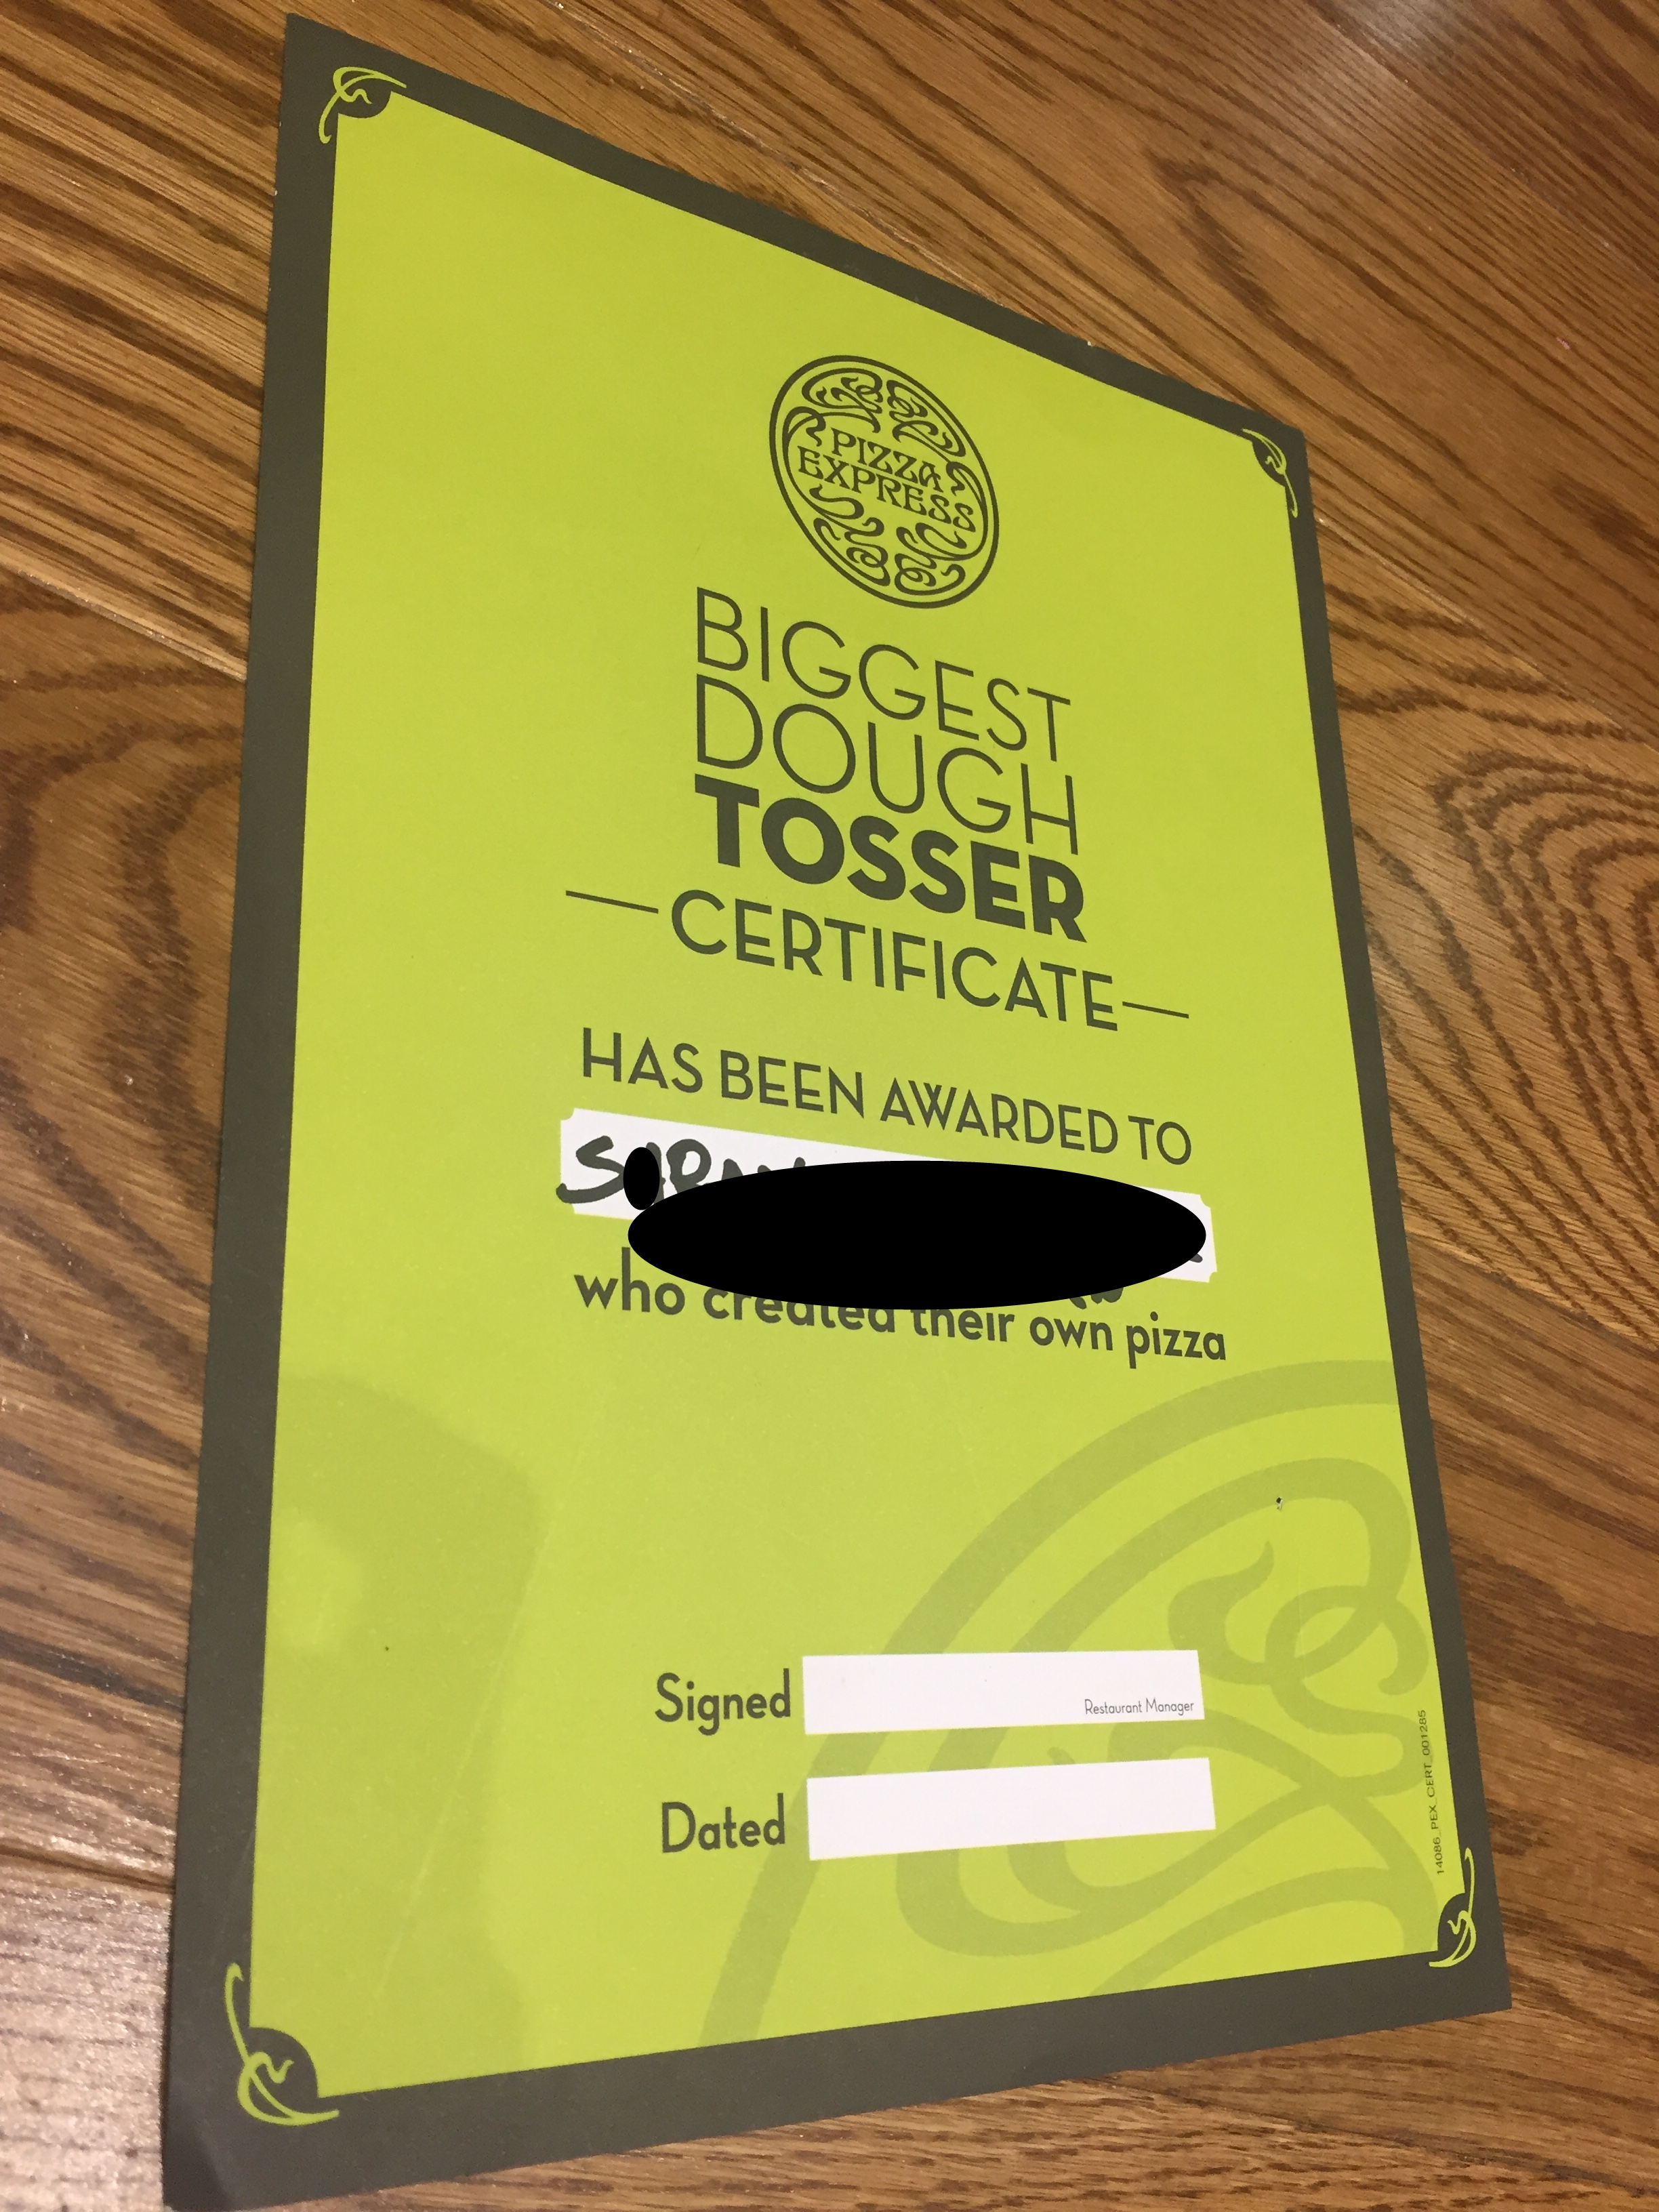 PIZZA
EXPRESS
BIGGEST
DOUGH
TOSSER
CERTIFICATE
HAS BEEN AWARDED TO
who created their own pizza
Signed
Restaurant Manager
Dated
14086_PEX_CERT_001285